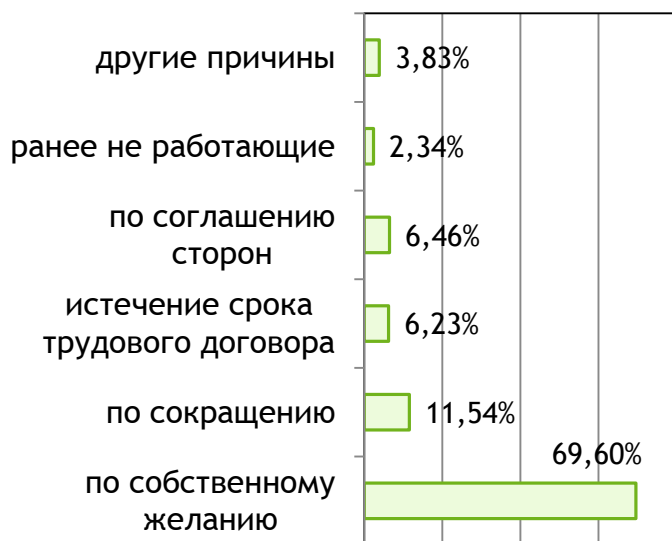 другие причины
3,83%
ранее не работающие
2,34%
по соглашению
сторон
6,46%
истечение срока
трудового договора
6,23%
по сокращению
11,54%
69,60%
по собственному
желанию